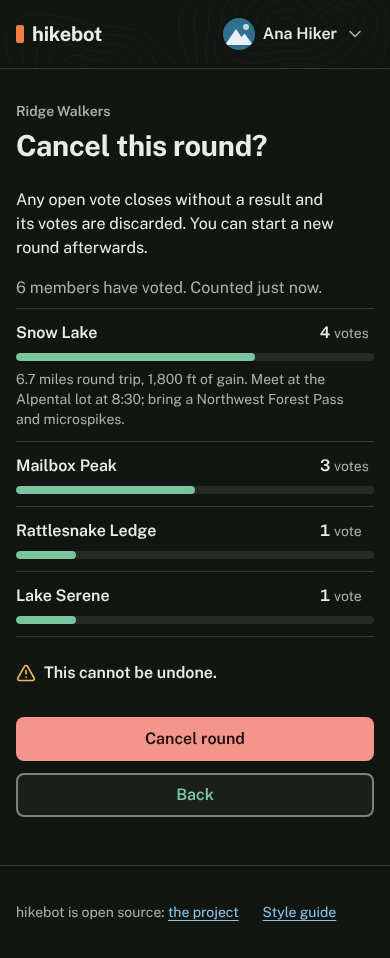 hikebot
Ana Hiker
Ridge Walkers
Cancel this round?
Any open vote closes without a result and
its votes are discarded. You can start a new
round afterwards.
6 members have voted. Counted just now.
Snow Lake 4 votes
6.7 miles round trip, 1,800 ft of gain. Meet at the
Alpental lot at 8:30; bring a Northwest Forest Pass
and microspikes.
Mailbox Peak 3 votes
Rattlesnake Ledge 1 vote
Lake Serene 1 vote
This cannot be undone.
Cancel round
Back
hikebot is open source: the project Style guide